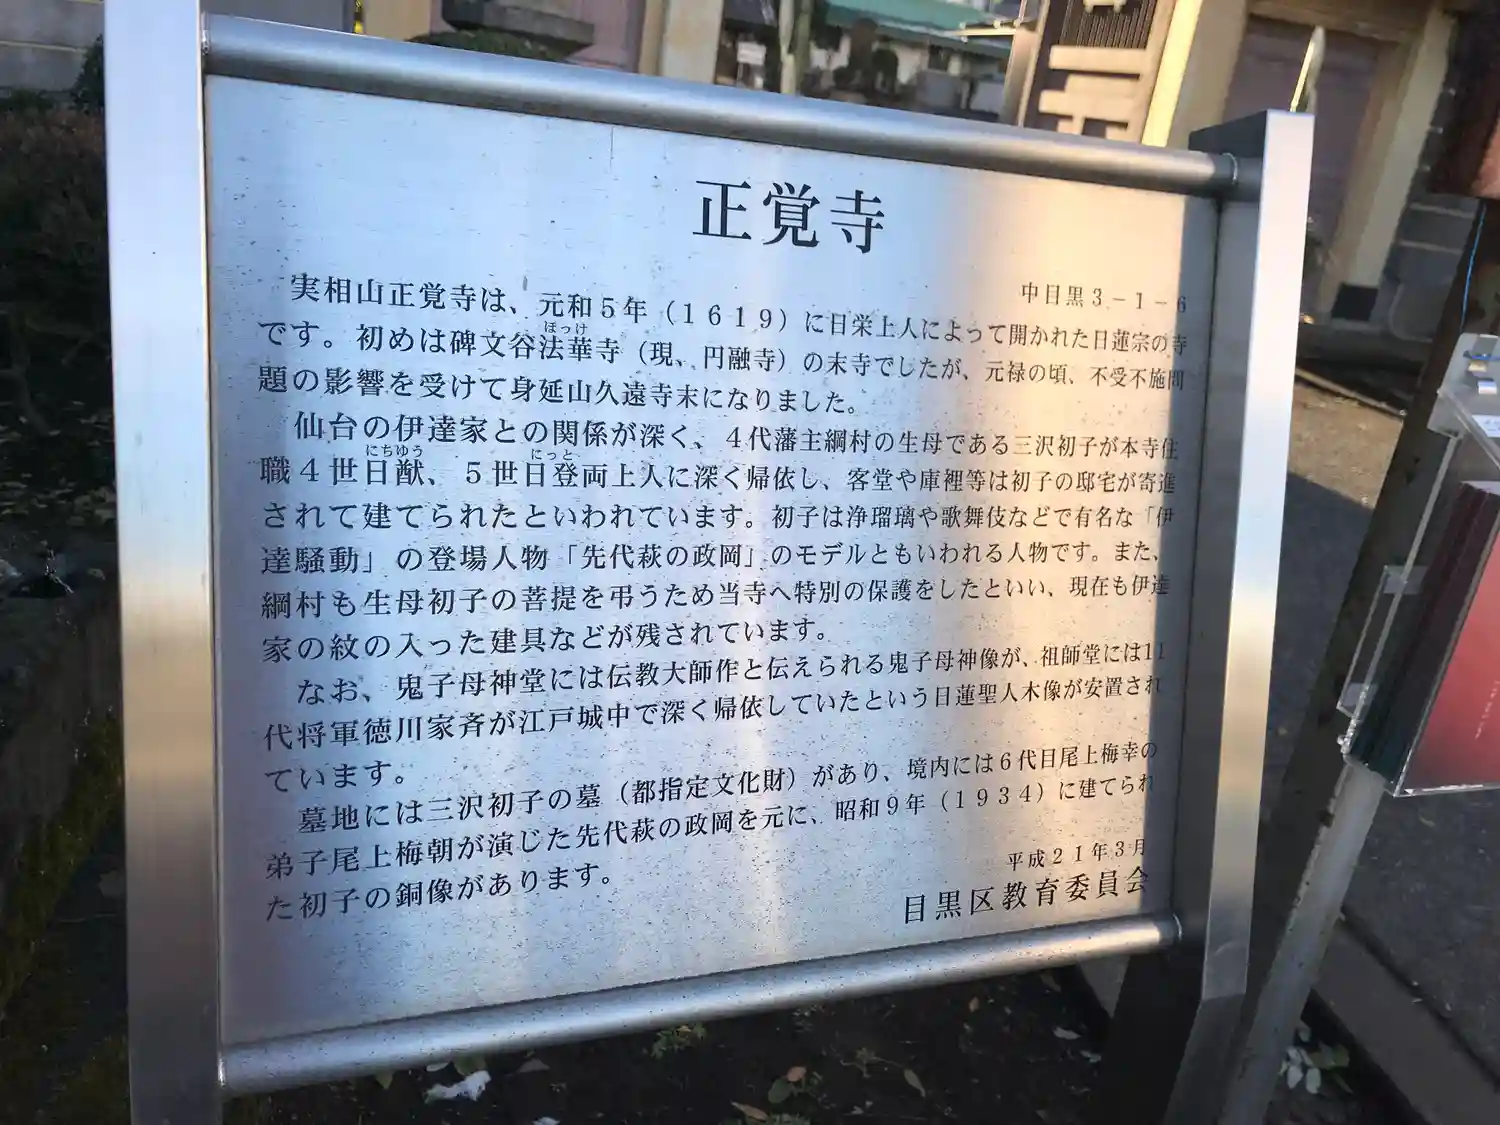 正覚寺
中目黒3－1－6
実相山正覚寺は、元和5年（1619）に日栄上人によって開かれた日蓮宗の寺
です。初めは碑文谷法華寺（現、円融寺）の末寺でしたが、元禄の頃、不受不施問
題の影響を受けて身延山久遠寺末になりました。
仙台の伊達家との関係が深く、4代藩主綱村の生母である三沢初子が本寺住
職4世日猷、5世日登両上人に深く帰依し、客堂や庫裡等は初子の邸宅が寄進
されて建てられたといわれています。初子は浄瑠璃や歌舞伎などで有名な「伊
達騒動」の登場人物「先代萩の政岡」のモデルともいわれる人物です。また、
綱村も生母初子の菩提を弔うため当寺へ特別の保護をしたといい、現在も伊達
家の紋の入った建具などが残されています。
なお、鬼子母神堂には伝教大師作と伝えられる鬼子母神像が、祖師堂には11
代将軍徳川家斉が江戸城中で深く帰依していたという日蓮聖人木像が安置され
ています。
墓地には三沢初子の墓（都指定文化財）があり、境内には6代目尾上梅幸の
弟子尾上梅朝が演じた先代萩の政岡を元に、昭和9年（1934）に建てられ
た初子の銅像があります。
平成21年3月
目黒区教育委員会
ほっけ
にちゆう
にっと